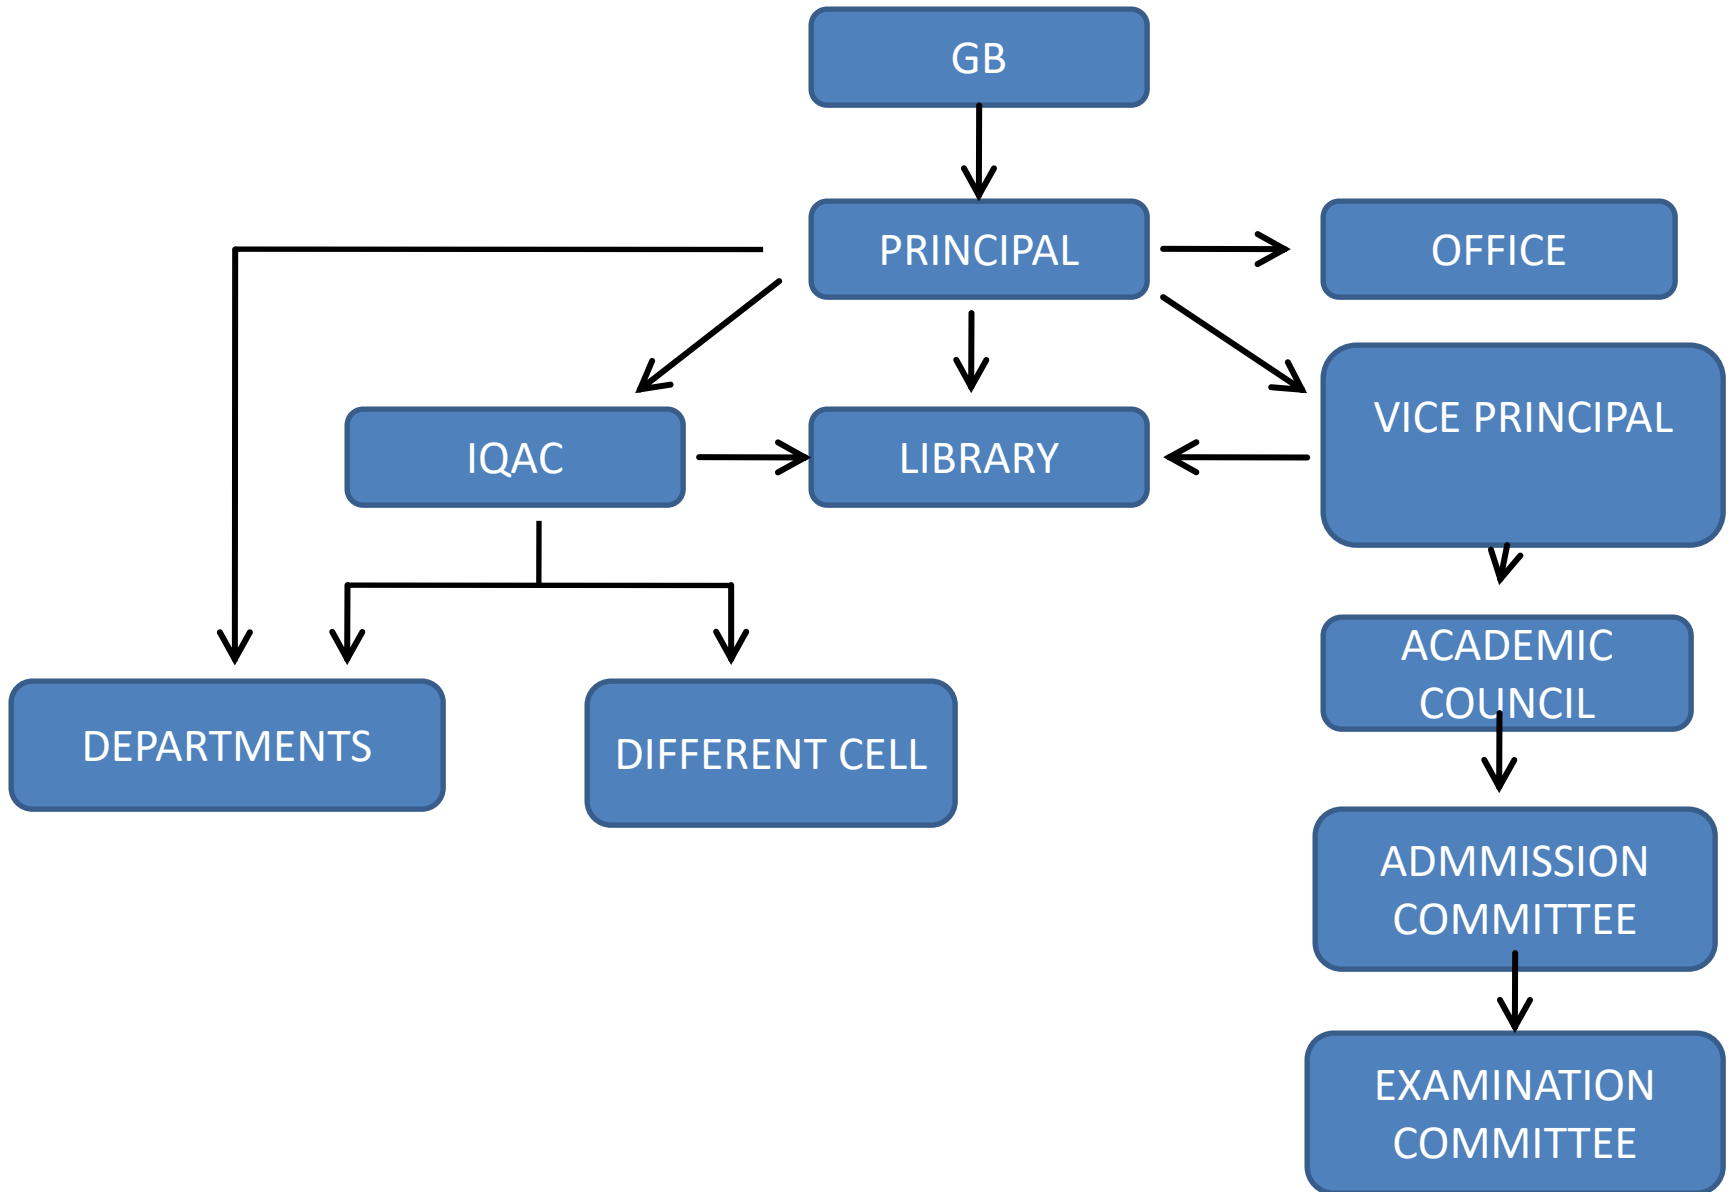 GB
PRINCIPAL
OFFICE
VICE PRINCIPAL
IQAC
LIBRARY
ACADEMIC
COUNCIL
DEPARTMENTS
DIFFERENT CELL
ADMMISSION
COMMITTEE
EXAMINATION
COMMITTEE